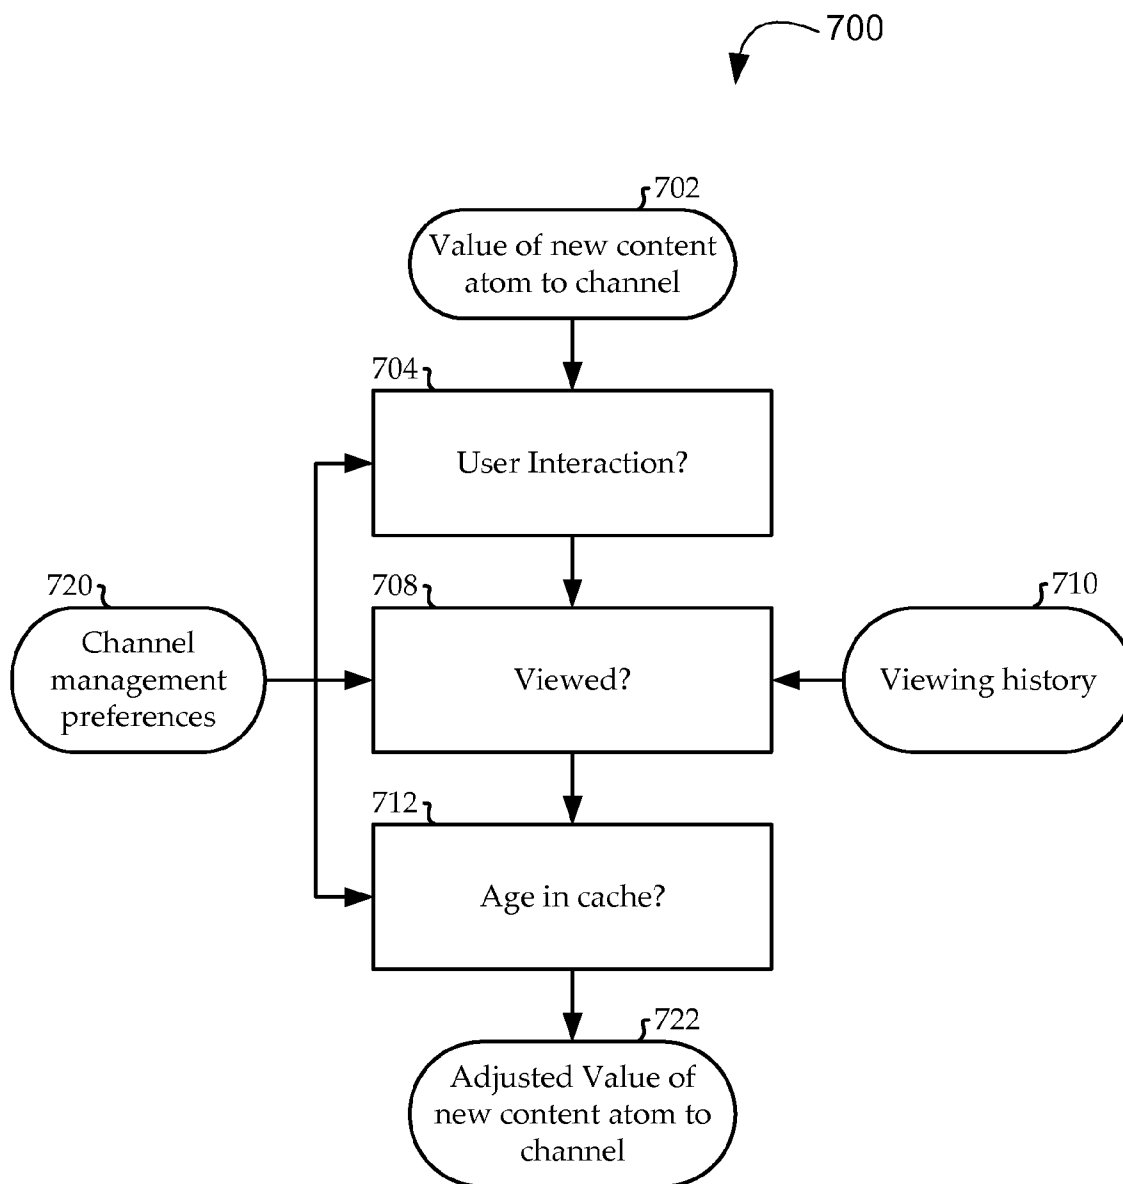 700
702
Value of new content
atom to channel
704
User Interaction?
720
Channel
management
preferences
708
Viewed?
710
Viewing history
712
Age in cache?
722
Adjusted Value of
new content atom to
channel